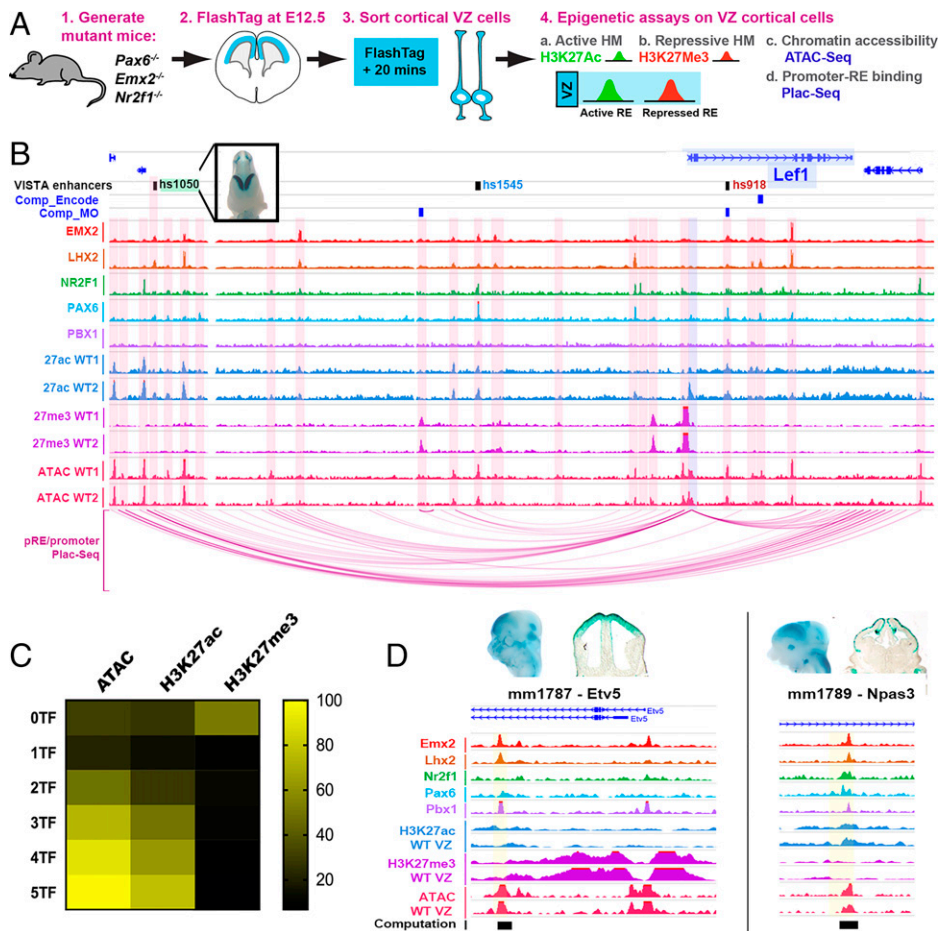 A
1. Generate mutant mice:
Pax6-/-
Emx2-/-
Nr2f1-/-
2. FlashTag at E12.5
3. Sort cortical VZ cells
FlashTag
+ 20 mins
4. Epigenetic assays on VZ cortical cells
a. Active HM
H3K27Ac
b. Repressive HM
H3K27Me3
c. Chromatin accessibility
ATAC-Seq
d. Promoter-RE binding
Plac-Seq
VZ
Active RE
Repressed RE
B
Lef1
VISTA enhancers
hs1050
hs1545
hs918
Comp_Encode
Comp_MO
EMX2
LHX2
NR2F1
PAX6
PBX1
27ac WT1
27ac WT2
27me3 WT1
27me3 WT2
ATAC WT1
ATAC WT2
pRE/promoter
Plac-Seq
C
ATAC
H3K27ac
H3K27me3
0TF
1TF
2TF
3TF
4TF
5TF
100
80
60
40
20
D
mm1787 - Etv5
Etv5
Etv5
Emx2
Lhx2
Nr2f1
Pax6
Pbx1
H3K27ac
WT VZ
H3K27me3
WT VZ
ATAC
WT VZ
Computation
mm1789 - Npas3